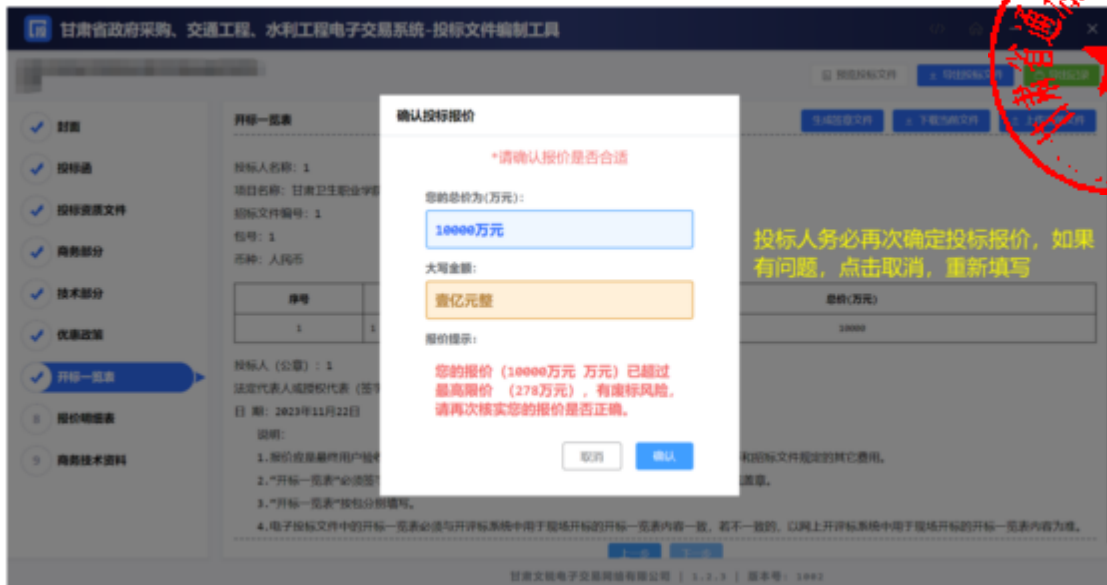 甘肃省政府采购、交通工程、水利工程电子交易系统-投标文件编制工具
预览投标文件
导出投标文件
封面
投标函
投标资质文件
商务部分
技术部分
优惠政策
开标一览表
8 报价明细表
9 商务技术资料
开标一览表
生成签章文件
下载当前文件
投标人名称：1
项目名称：甘肃卫生职业学院
招标文件编号：1
包号：1
币种：人民币
序号 总价(万元)
1 1 10000
投标人（公章）：1
法定代表人或授权代表（签字
日 期：2023年11月22日
说明：
1.报价应是最终用户验收
和招标文件规定的其它费用。
2."开标一览表"必须签
盖章。
3."开标一览表"按包分别填写。
4.电子投标文件中的开标一览表必须与开评标系统中用于现场开标的开标一览表内容一致，若不一致的，以网上开评标系统中用于现场开标的开标一览表内容为准。
上一步 下一步
确认投标报价
*请确认报价是否合适
您的总价为(万元)：
10000万元
大写金额：
壹亿元整
报价提示：
您的报价（10000万元 万元）已超过
最高限价 （278万元），有废标风险，
请再次核实您的报价是否正确。
取消 确认
投标人务必再次确定投标报价，如果
有问题，点击取消，重新填写
甘肃文锐电子交易网络有限公司 | 1.2.3 | 版本号：1002